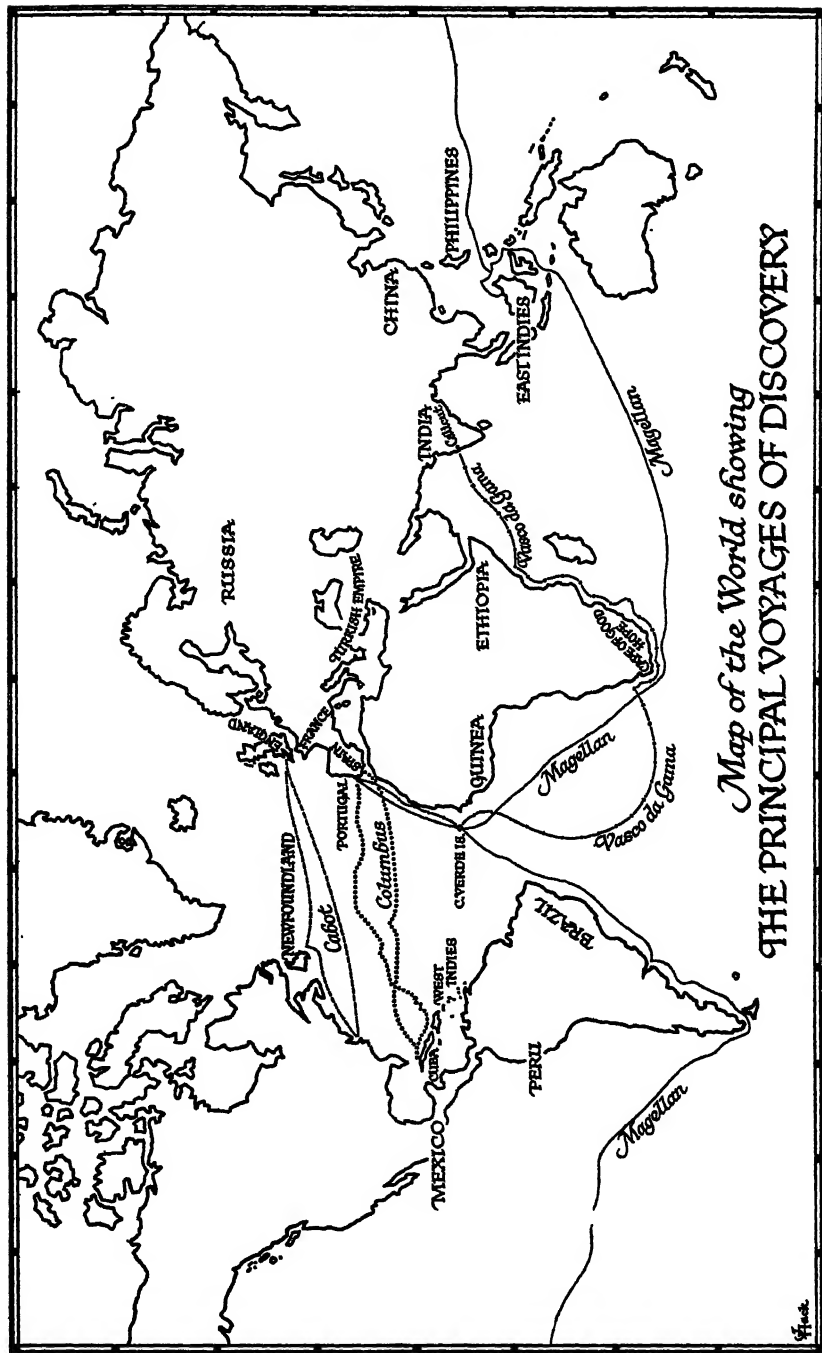 Map of the World showing
THE PRINCIPAL VOYAGES OF DISCOVERY
RUSSIA
ENGLAND
FRANCE
SPAIN
PORTUGAL
TURKISH EMPIRE
NEWFOUNDLAND
Cabot
Columbus
CHINA
INDIA
Calicut
PHILIPPINES
EAST INDIES
MEXICO
CUBA
WEST
INDIES
C. VERDE IS.
GUINEA
ETHIOPIA
Vasco da Gama
PERU
BRAZIL
Magellan
Vasco da Gama
CAPE OF GOOD
HOPE
Magellan
Magellan